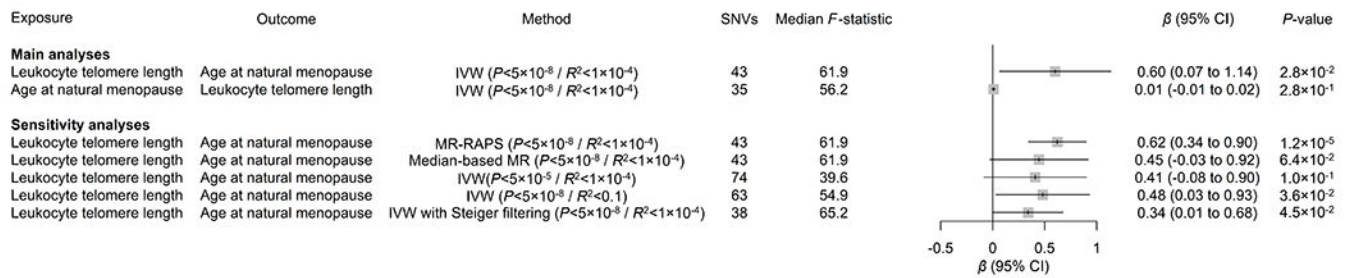 Exposure Outcome Method SNVs Median F-statistic β (95% CI) P-value
Main analyses
Leukocyte telomere length Age at natural menopause IVW (P<5×10⁻⁸ / R²<1×10⁻⁴) 43 61.9 0.60 (0.07 to 1.14) 2.8×10⁻²
Age at natural menopause Leukocyte telomere length IVW (P<5×10⁻⁸ / R²<1×10⁻⁴) 35 56.2 0.01 (-0.01 to 0.02) 2.8×10⁻¹
Sensitivity analyses
Leukocyte telomere length Age at natural menopause MR-RAPS (P<5×10⁻⁸ / R²<1×10⁻⁴) 43 61.9 0.62 (0.34 to 0.90) 1.2×10⁻⁵
Leukocyte telomere length Age at natural menopause Median-based MR (P<5×10⁻⁸ / R²<1×10⁻⁴) 43 61.9 0.45 (-0.03 to 0.92) 6.4×10⁻²
Leukocyte telomere length Age at natural menopause IVW(P<5×10⁻⁵ / R²<1×10⁻⁴) 74 39.6 0.41 (-0.08 to 0.90) 1.0×10⁻¹
Leukocyte telomere length Age at natural menopause IVW (P<5×10⁻⁸ / R²<0.1) 63 54.9 0.48 (0.03 to 0.93) 3.6×10⁻²
Leukocyte telomere length Age at natural menopause IVW with Steiger filtering (P<5×10⁻⁸ / R²<1×10⁻⁴) 38 65.2 0.34 (0.01 to 0.68) 4.5×10⁻²
-0.5 0 0.5 1
β (95% CI)